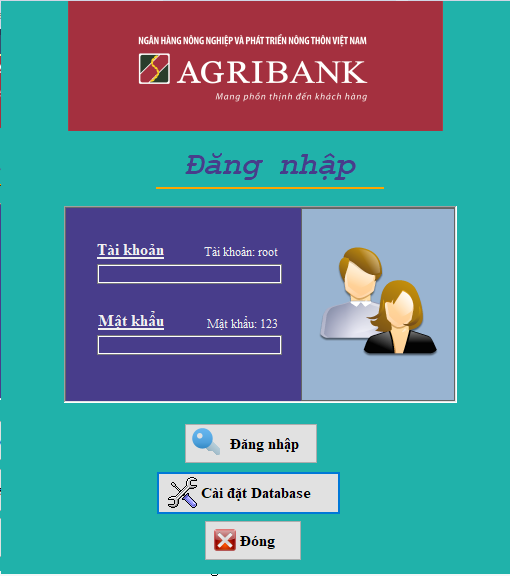 NGÂN HÀNG NÔNG NGHIỆP VÀ PHÁT TRIỂN NÔNG THÔN VIỆT NAM
AGRIBANK
Mang phồn thịnh đến khách hàng
Đăng nhập
Tài khoản Tài khoản: root
Mật khẩu Mật khẩu: 123
Đăng nhập
Cài đặt Database
Đóng